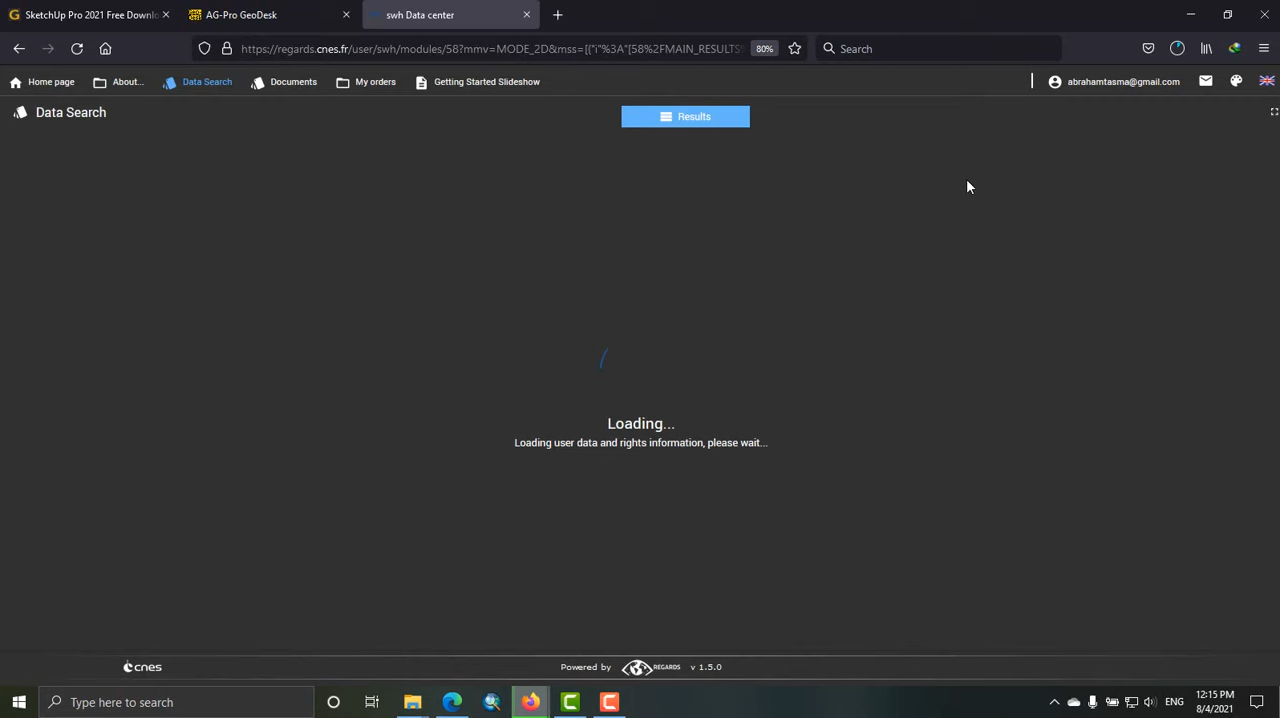 SketchUp Pro 2021 Free Downlo
AG-Pro GeoDesk
swh Data center
https://regards.cnes.fr/user/swh/modules/58?mmv=MODE_2D&mss=[{"i"%3A"[58%2FMAIN_RESULTS%
80%
Search
Home page
About...
Data Search
Documents
My orders
Getting Started Slideshow
abrahamtasma@gmail.com
Data Search
Results
Loading...
Loading user data and rights information, please wait...
cnes
Powered by
REGARDS
v 1.5.0
Type here to search
ENG
12:15 PM
8/4/2021